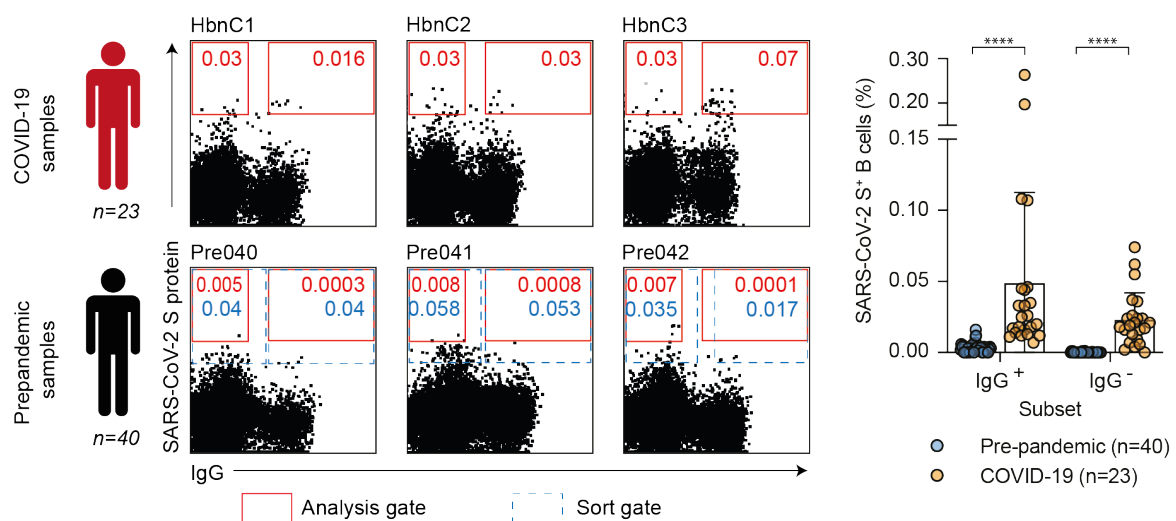 COVID-19
samples
n=23
HbnC1
0.03
0.016
HbnC2
0.03
0.03
HbnC3
0.03
0.07
Prepandemic
samples
n=40
SARS-CoV-2 S protein
Pre040
0.005
0.0003
0.04
0.04
Pre041
0.008
0.0008
0.058
0.053
Pre042
0.007
0.0001
0.035
0.017
IgG
Analysis gate
Sort gate
SARS-CoV-2 S+ B cells (%)
****
****
0.30
0.20
0.15
0.10
0.05
0.00
IgG+
IgG-
Subset
Pre-pandemic (n=40)
COVID-19 (n=23)